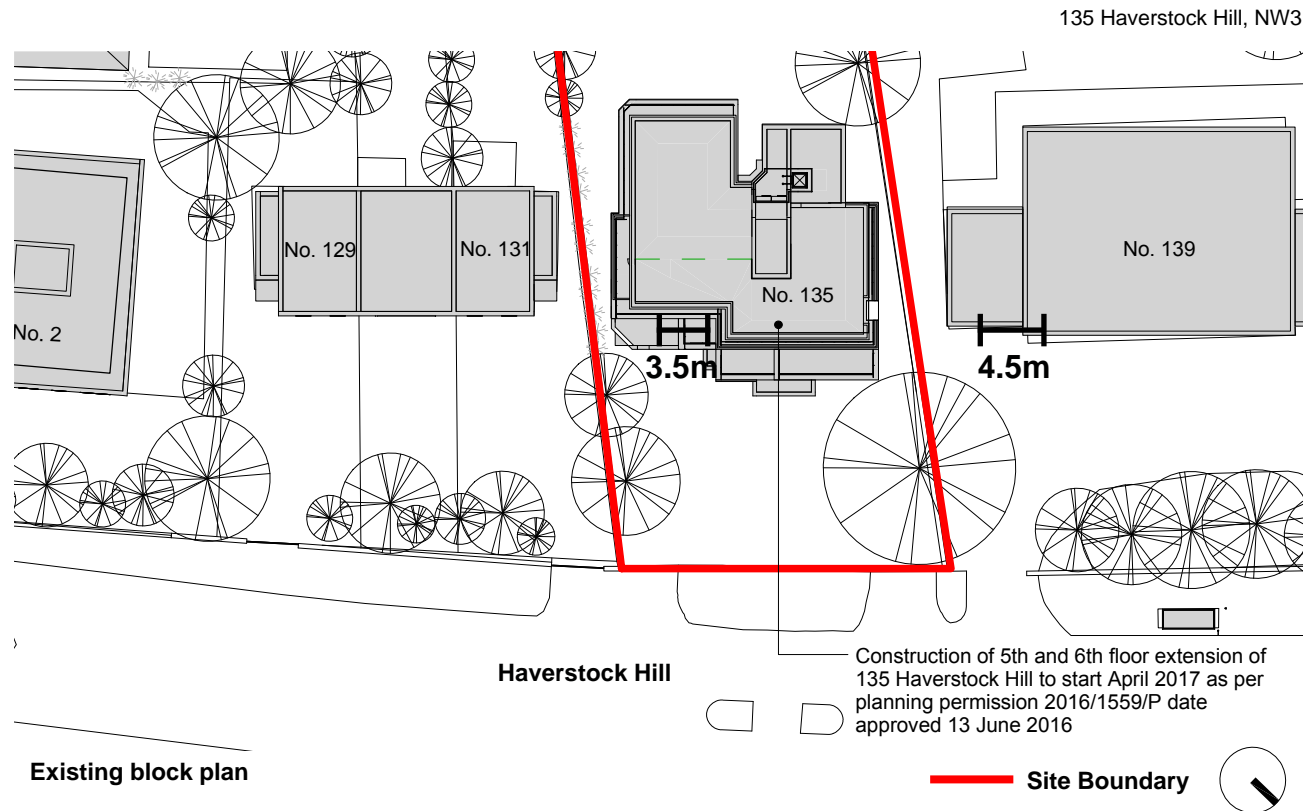 135 Haverstock Hill, NW3
No. 129
No. 131
No. 139
No. 135
No. 2
3.5m
4.5m
Haverstock Hill
Construction of 5th and 6th floor extension of
135 Haverstock Hill to start April 2017 as per
planning permission 2016/1559/P date
approved 13 June 2016
Existing block plan
Site Boundary